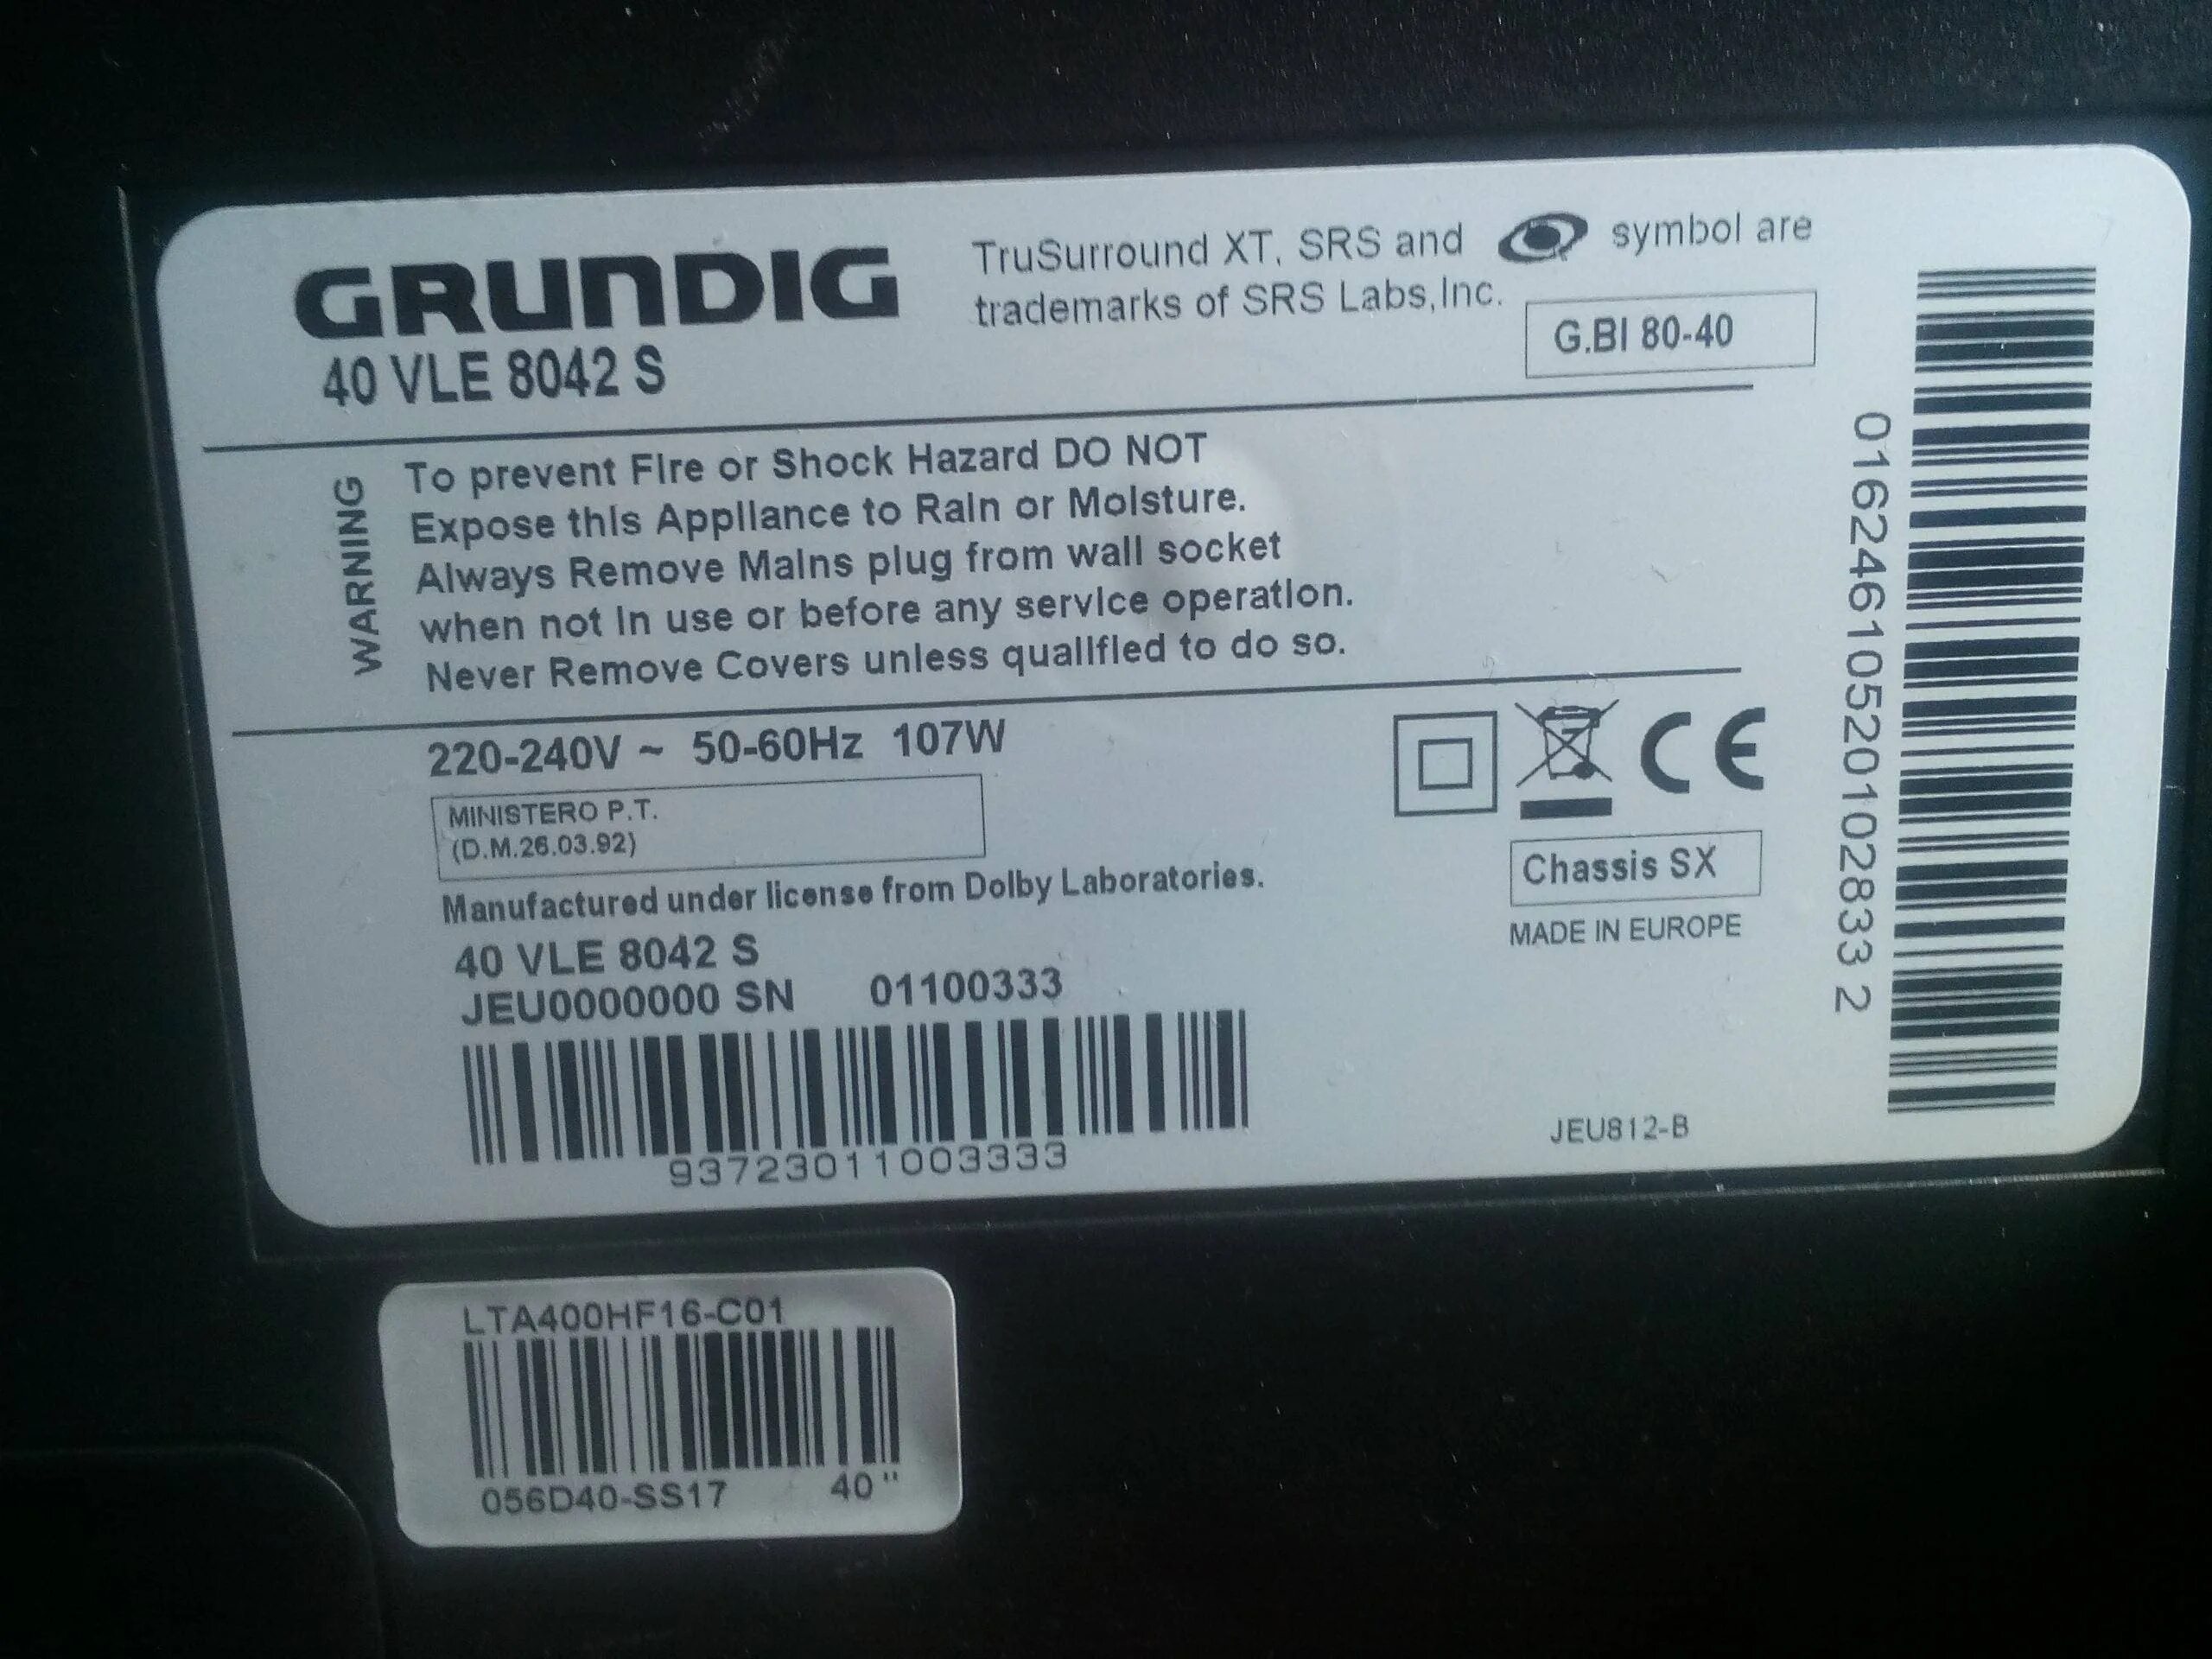 GRUNDIG
40 VLE 8042 S
TruSurround XT, SRS and symbol are
trademarks of SRS Labs,Inc.
G.BI 80-40
WARNING
To prevent Fire or Shock Hazard DO NOT
Expose this Appliance to Rain or Moisture.
Always Remove Mains plug from wall socket
when not in use or before any service operation.
Never Remove Covers unless qualified to do so.
220-240V ~ 50-60Hz 107W
MINISTERO P.T.
(D.M.26.03.92)
Manufactured under license from Dolby Laboratories.
40 VLE 8042 S
JEU0000000 SN 01100333
93723011003333
CE
Chassis SX
MADE IN EUROPE
JEU812-B
01624610520102833 2
LTA400HF16-C01
056D40-SS17 40"